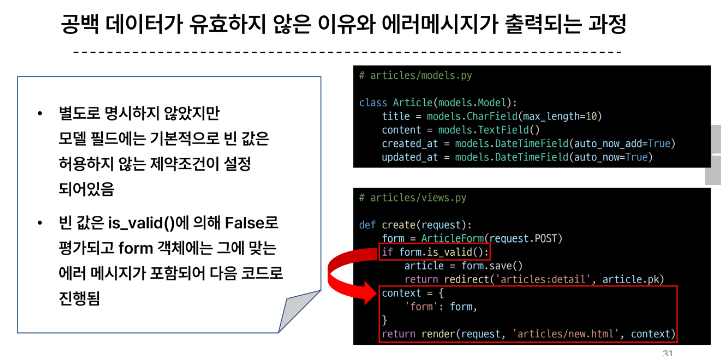 공백 데이터가 유효하지 않은 이유와 에러메시지가 출력되는 과정
• 별도로 명시하지 않았지만
모델 필드에는 기본적으로 빈 값은
허용하지 않는 제약조건이 설정
되어있음
• 빈 값은 is_valid()에 의해 False로
평가되고 form 객체에는 그에 맞는
에러 메시지가 포함되어 다음 코드로
진행됨
# articles/models.py
class Article(models.Model):
    title = models.CharField(max_length=10)
    content = models.TextField()
    created_at = models.DateTimeField(auto_now_add=True)
    updated_at = models.DateTimeField(auto_now=True)
# articles/views.py
def create(request):
    form = ArticleForm(request.POST)
    if form.is_valid():
        article = form.save()
        return redirect('articles:detail', article.pk)
    context = {
        'form': form,
    }
    return render(request, 'articles/new.html', context)
31